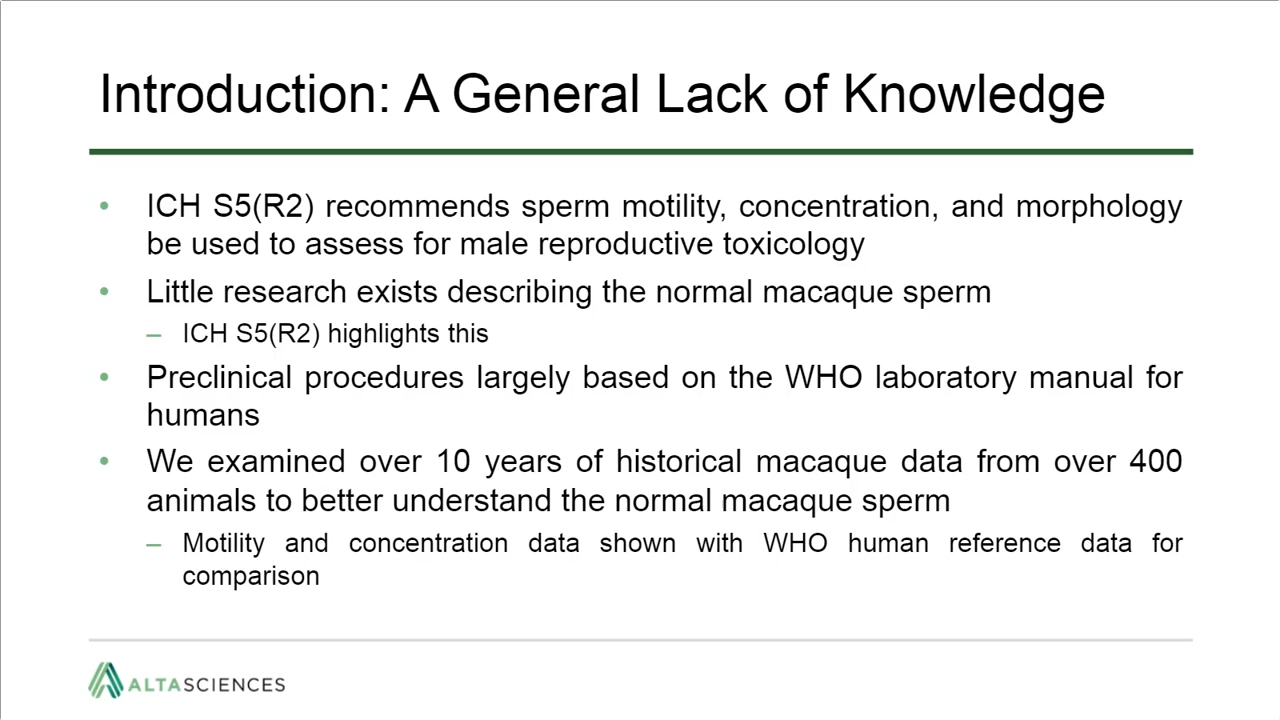 Introduction: A General Lack of Knowledge
• ICH S5(R2) recommends sperm motility, concentration, and morphology
be used to assess for male reproductive toxicology
• Little research exists describing the normal macaque sperm
– ICH S5(R2) highlights this
• Preclinical procedures largely based on the WHO laboratory manual for
humans
• We examined over 10 years of historical macaque data from over 400
animals to better understand the normal macaque sperm
– Motility and concentration data shown with WHO human reference data for
comparison
ALTASCIENCES